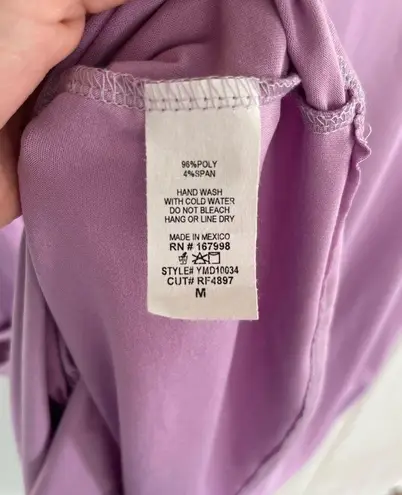 96%POLY
4%SPAN
HAND WASH
WITH COLD WATER
DO NOT BLEACH
HANG OR LINE DRY
MADE IN MEXICO
RN # 167998
STYLE# YMD10034
CUT# RF4897
M